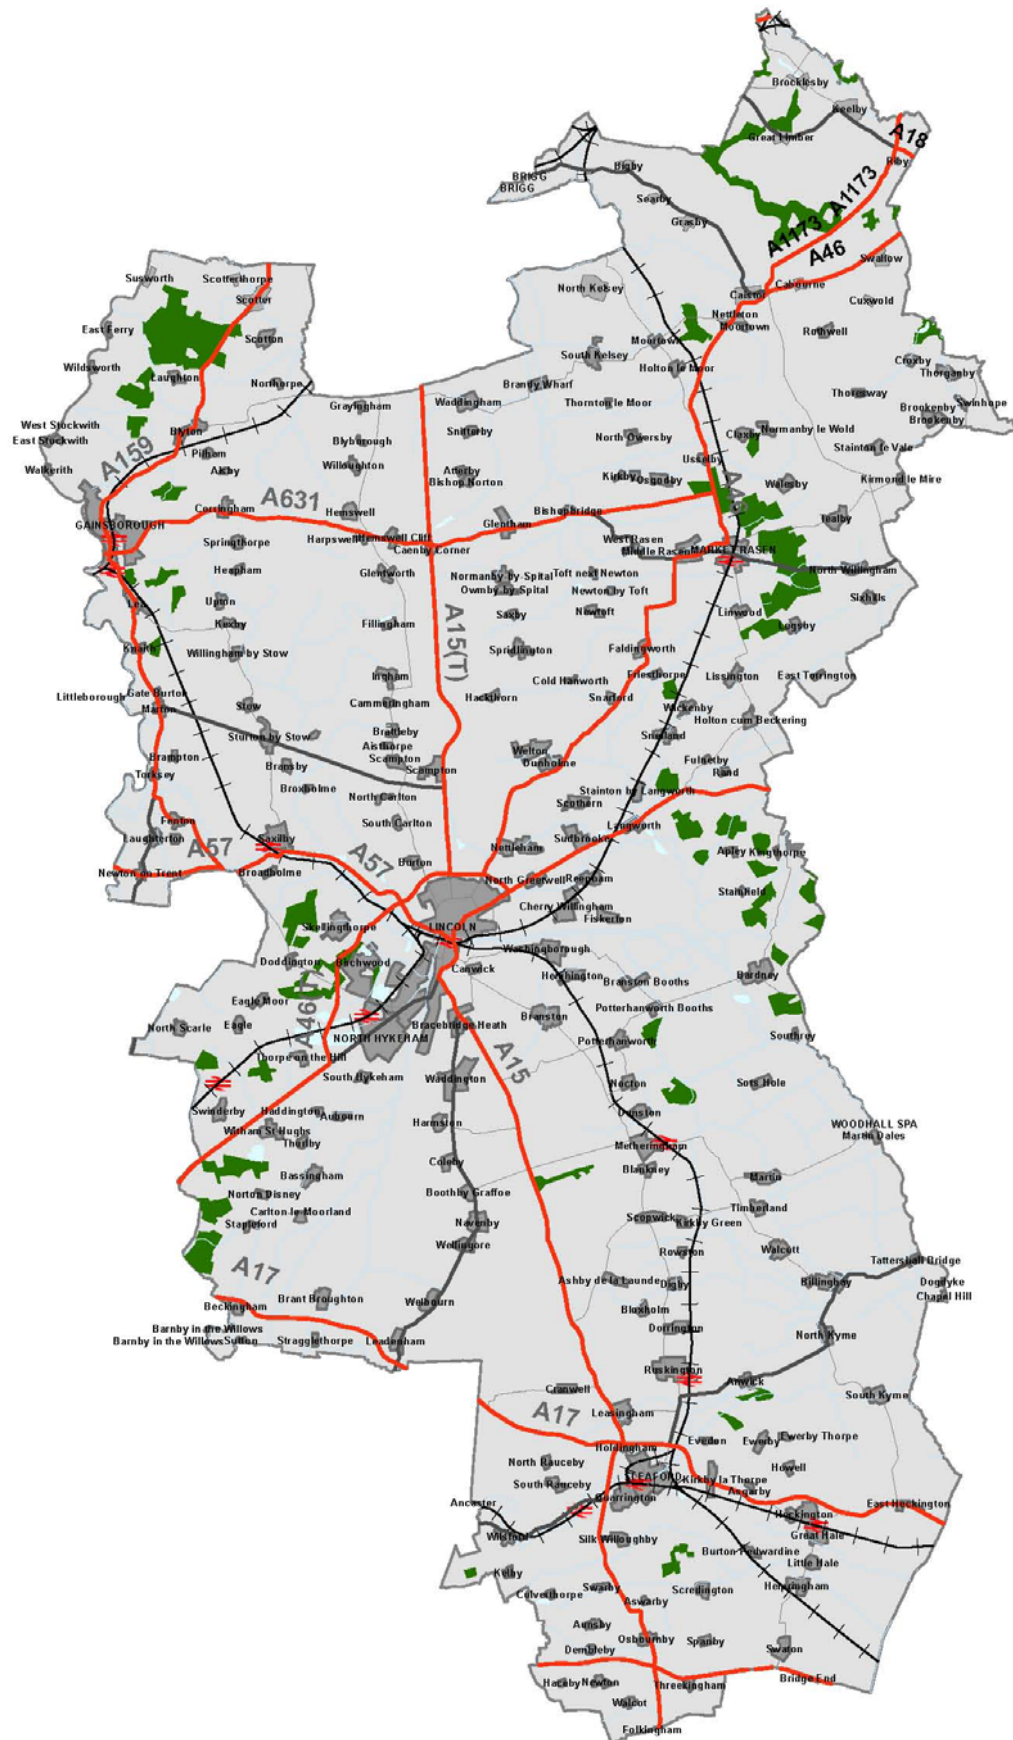 Brocklesby
Keelby
Great Limber
A18
Riby
Bigby
BRIGG
BRIGG
Searby
Grasby
A1173
A1173
A46
Swallow
Susworth
Scotterthorpe
Scotter
North Kelsey
Caistor
Cabourne
Cuxwold
Nettleton
Moortown
Rothwell
East Ferry
Scotton
Moortown
South Kelsey
Holton le Moor
Croxby
Thorganby
Wildsworth
Laughton
Northorpe
Brandy Wharf
Thoresway
Swinhope
Brookenby
Brookenby
Grayingham
Waddingham
Thornton le Moor
West Stockwith
East Stockwith
Blyton
Pilham
Blyborough
Snitterby
North Owersby
Claxby
Normanby le Wold
Stainton le Vale
Walkerith
A159
Aisby
Willoughton
Atterby
Bishop Norton
Usselby
Kirkby
Osgodby
Walesby
Kirmond le Mire
A46
A631
Corringham
Hemswell
Glentham
Bishopbridge
Tealby
GAINSBOROUGH
Springthorpe
Harpswell
Hemswell Cliff
Caenby Corner
West Rasen
Middle Rasen
MARKET RASEN
Heapham
Glentworth
Normanby by Spital
Ownby by Spital
Toft next Newton
Newton by Toft
North Willingham
Lea
Upton
Kexby
Fillingham
Saxby
Newtoft
Linwood
Sixhills
Legsby
Knaith
Willingham by Stow
A15(T)
Spridlington
Faldingworth
Friesthorpe
Lissington
East Torrington
Littleborough
Gate Burton
Marton
Stow
Ingham
Cammeringham
Hackthorn
Cold Hanworth
Snarford
Wickenby
Holton cum Beckering
Sturton by Stow
Brattleby
Aisthorpe
Scampton
Scampton
Welton
Dunholme
Snelland
Fulnetby
Rand
Brampton
Torksey
Bransby
Broxholme
North Carlton
South Carlton
Scothern
Stainton by Langworth
Langworth
Fenton
Laughterton
Saxilby
A57
A57
Newton on Trent
Broadholme
Burton
Nettleham
Sudbrooke
Apley
Kingthorpe
North Greetwell
Reepham
Stainfield
Cherry Willingham
Fiskerton
Skellingthorpe
LINCOLN
Washingborough
Doddington
Birchwood
Canwick
Heighington
Branston Booths
Bardney
Eagle Moor
Eagle
North Scarle
A46(T)
Bracebridge Heath
Branston
Potterhanworth Booths
Potterhanworth
Southrey
NORTH HYKEHAM
Thorpe on the Hill
South Hykeham
A15
Waddington
Nocton
Sots Hole
Swinderby
Haddington
Aubourn
Harmston
Dunston
WOODHALL SPA
Martin Dales
Witham St Hughs
Thurlby
Metheringham
Bassingham
Coleby
Blankney
Martin
Norton Disney
Carlton le Moorland
Stapleford
Boothby Graffoe
Navenby
Scopwick
Kirkby Green
Timberland
Wellingore
Rowston
Walcott
Tattershall Bridge
A17
Ashby de la Launde
Digby
Billinghay
Dogdyke
Chapel Hill
Beckingham
Brant Broughton
Welbourn
Bloxholm
Dorrington
North Kyme
Barnby in the Willows
Barnby in the Willows
Sutton
Stragglethorpe
Leadenham
Ruskington
Anwick
South Kyme
Cranwell
A17
Leasingham
Holdingham
Evedon
Ewerby
Ewerby Thorpe
North Rauceby
South Rauceby
SLEAFORD
Kirkby la Thorpe
Howell
Asgarby
Ancaster
Quarrington
Heckington
East Heckington
Wilsford
Silk Willoughby
Great Hale
Burton Pedwardine
Little Hale
Kelby
Culverthorpe
Swarby
Scredington
Helpringham
Aswarby
Aunsby
Dembleby
Osbournby
Spanby
Swaton
Haceby
Newton
Threekingham
Bridge End
Walcot
Folkingham